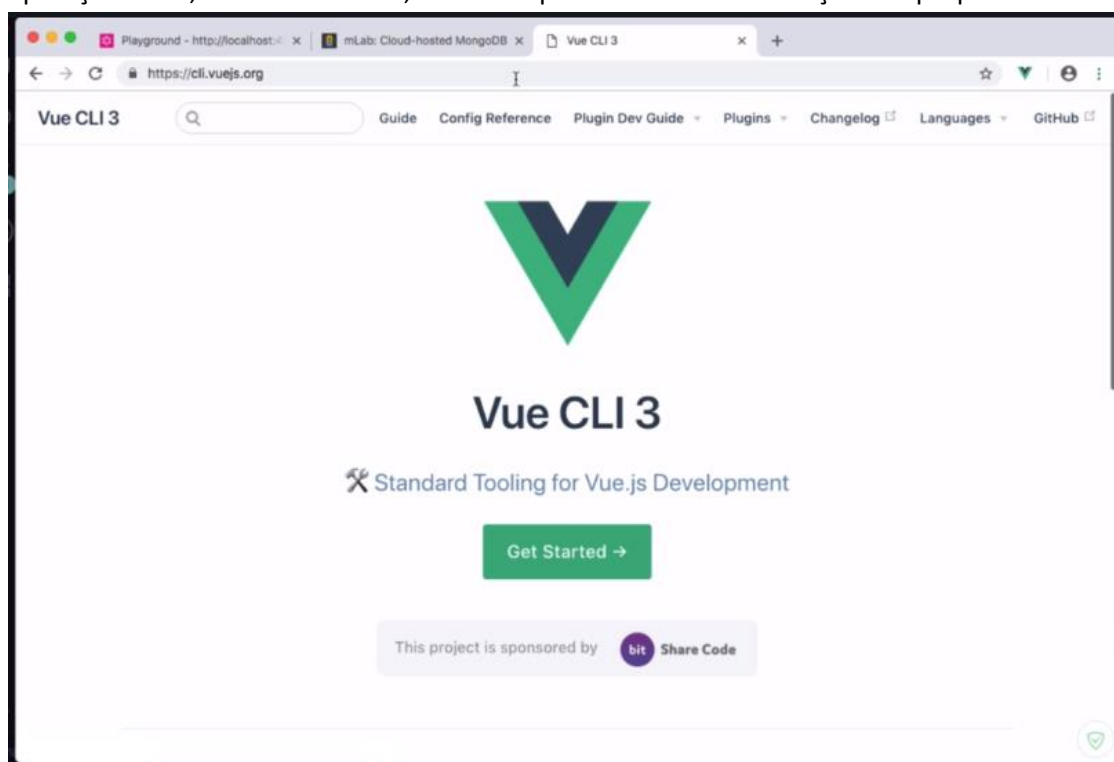 Playground - http://localhost:4
mLab: Cloud-hosted MongoDB
Vue CLI 3
https://cli.vuejs.org
Vue CLI 3
Guide
Config Reference
Plugin Dev Guide
Plugins
Changelog
Languages
GitHub
Vue CLI 3
Standard Tooling for Vue.js Development
Get Started →
This project is sponsored by
bit
Share Code